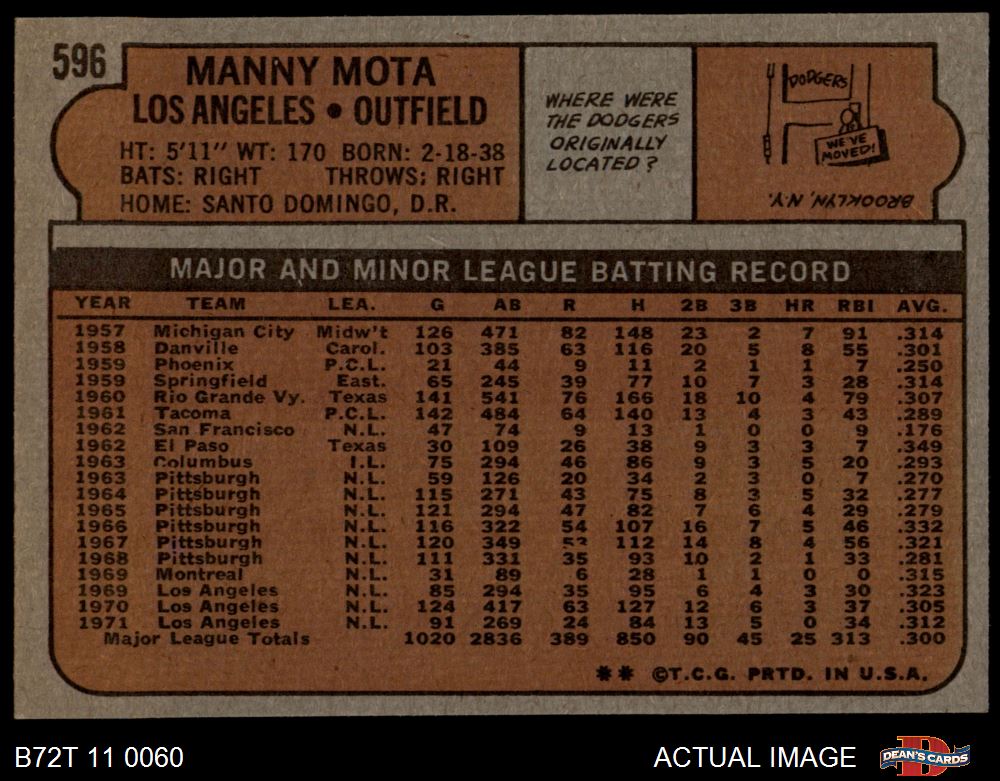 596
MANNY MOTA
LOS ANGELES • OUTFIELD
HT: 5'11" WT: 170 BORN: 2-18-38
BATS: RIGHT THROWS: RIGHT
HOME: SANTO DOMINGO, D.R.
WHERE WERE
THE DODGERS
ORIGINALLY
LOCATED?
DODGERS
WE'VE
MOVED!
BROOKLYN, N.Y.
MAJOR AND MINOR LEAGUE BATTING RECORD
YEAR TEAM LEA. G AB R H 2B 3B HR RBI AVG.
1957 Michigan City Midw't 126 471 82 148 23 2 7 91 .314
1958 Danville Carol. 103 385 63 116 20 5 8 55 .301
1959 Phoenix P.C.L. 21 44 9 11 2 1 1 7 .250
1959 Springfield East. 65 245 39 77 10 7 3 28 .314
1960 Rio Grande Vy. Texas 141 541 76 166 18 10 4 79 .307
1961 Tacoma P.C.L. 142 484 64 140 13 4 3 43 .289
1962 San Francisco N.L. 47 74 9 13 1 0 0 9 .176
1962 El Paso Texas 30 109 26 38 9 3 3 7 .349
1963 Columbus I.L. 75 294 46 86 9 3 5 20 .293
1963 Pittsburgh N.L. 59 126 20 34 2 3 0 7 .270
1964 Pittsburgh N.L. 115 271 43 75 8 3 5 32 .277
1965 Pittsburgh N.L. 121 294 47 82 7 6 4 29 .279
1966 Pittsburgh N.L. 116 322 54 107 16 7 5 46 .332
1967 Pittsburgh N.L. 120 349 53 112 14 8 4 56 .321
1968 Pittsburgh N.L. 111 331 35 93 10 2 1 33 .281
1969 Montreal N.L. 31 89 6 28 1 1 0 0 .315
1969 Los Angeles N.L. 85 294 35 95 6 4 3 30 .323
1970 Los Angeles N.L. 124 417 63 127 12 6 3 37 .305
1971 Los Angeles N.L. 91 269 24 84 13 5 0 34 .312
Major League Totals 1020 2836 389 850 90 45 25 313 .300
** ©T.C.G. PRTD. IN U.S.A.
B72T 11 0060
ACTUAL IMAGE
DEAN'S CARDS